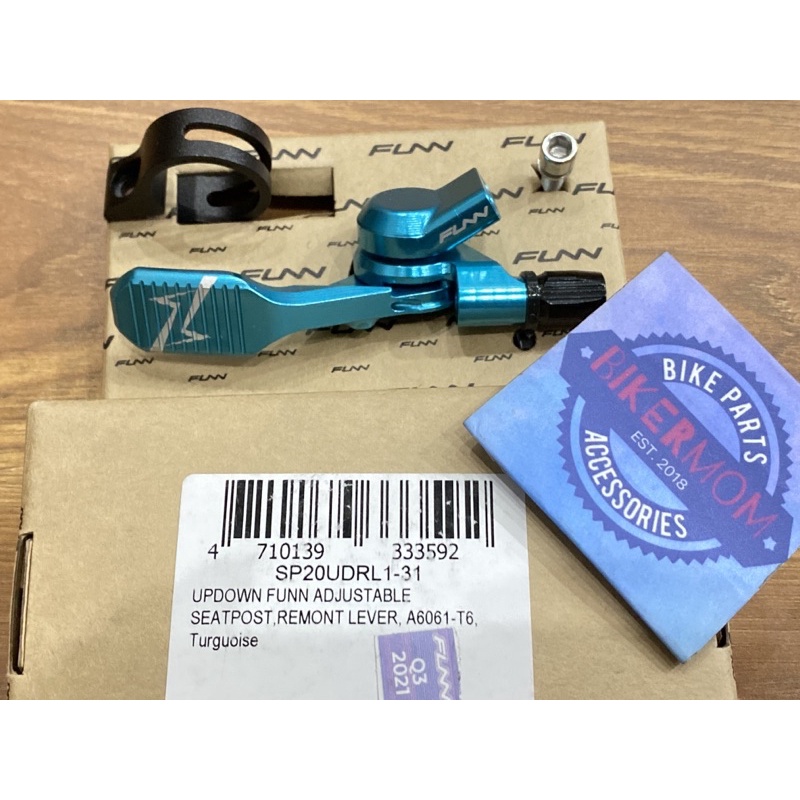 FUNN
FUNN
FUNN
FUNN
FUNN
FUNN
FUNN
FUNN
FUNN
BIKE PARTS
BIKERMOM
EST. 2018
ACCESSORIES
4 710139 333592
SP20UDRL1-31
UPDOWN FUNN ADJUSTABLE
SEATPOST,REMONT LEVER, A6061-T6,
Turguoise
FUNN
Q3
2021